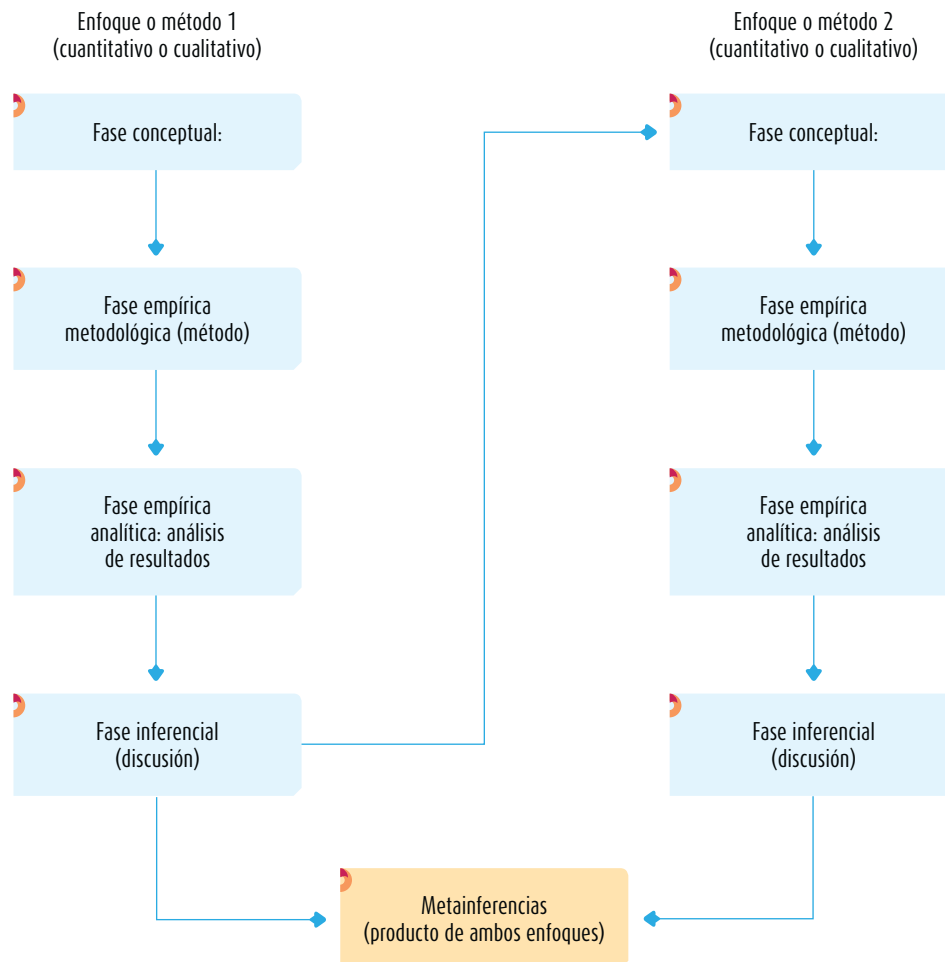 Enfoque o método 1
(cuantitativo o cualitativo)
Fase conceptual:
Fase empírica
metodológica (método)
Fase empírica
analítica: análisis
de resultados
Fase inferencial
(discusión)
Enfoque o método 2
(cuantitativo o cualitativo)
Fase conceptual:
Fase empírica
metodológica (método)
Fase empírica
analítica: análisis
de resultados
Fase inferencial
(discusión)
Metainferencias
(producto de ambos enfoques)